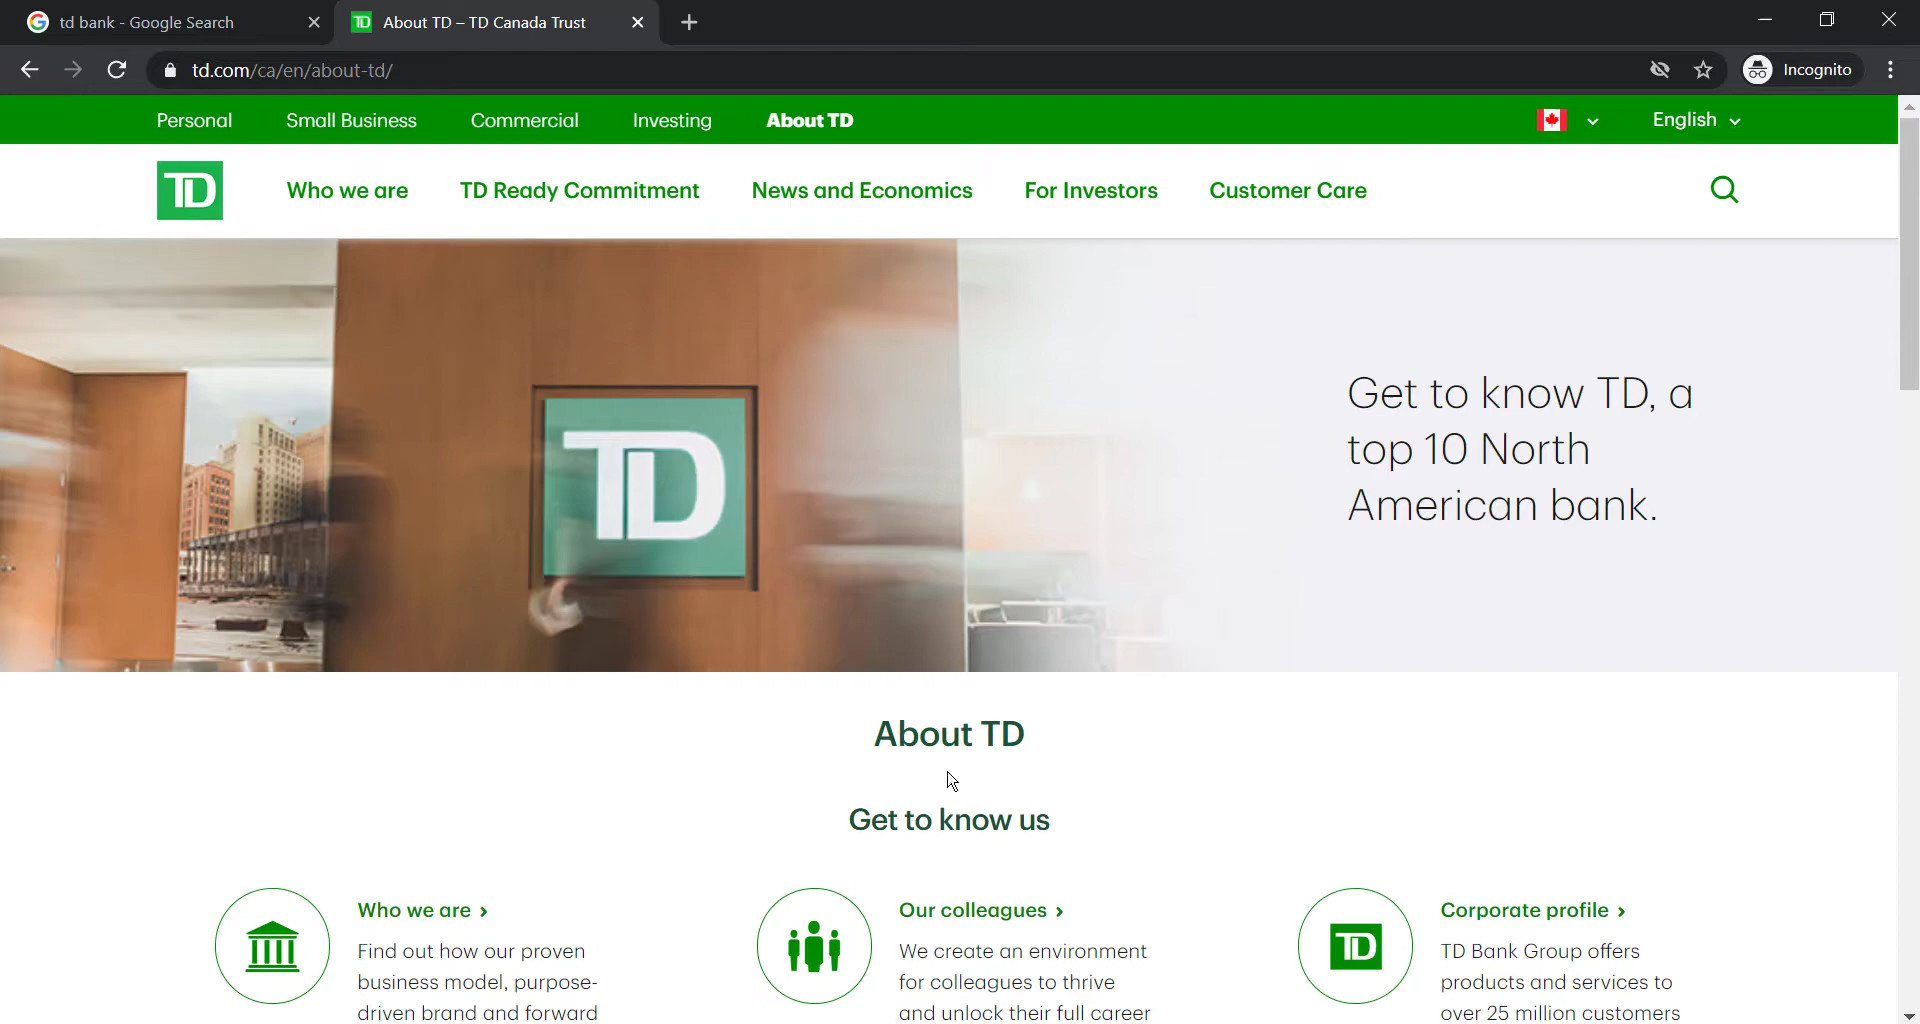 td bank - Google Search
About TD – TD Canada Trust
td.com/ca/en/about-td/
Incognito
Personal Small Business Commercial Investing About TD English
TD Who we are TD Ready Commitment News and Economics For Investors Customer Care
TD
Get to know TD, a
top 10 North
American bank.
About TD
Get to know us
Who we are ›
Find out how our proven
business model, purpose-
driven brand and forward
Our colleagues ›
We create an environment
for colleagues to thrive
and unlock their full career
TD
Corporate profile ›
TD Bank Group offers
products and services to
over 25 million customers